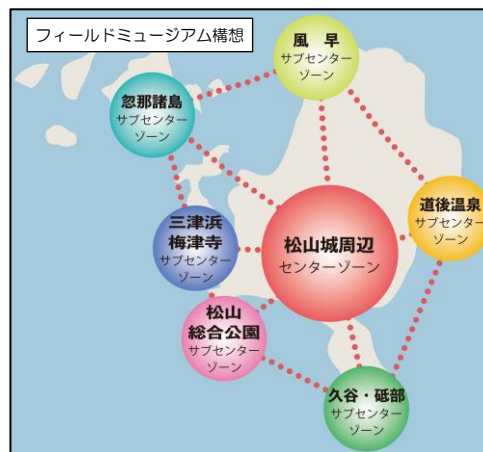 フィールドミュージアム構想
風　早
サブセンター
ゾーン
忽那諸島
サブセンター
ゾーン
道後温泉
サブセンター
ゾーン
三津浜
梅津寺
サブセンター
ゾーン
松山城周辺
センターゾーン
松山
総合公園
サブセンター
ゾーン
久谷・砥部
サブセンター
ゾーン